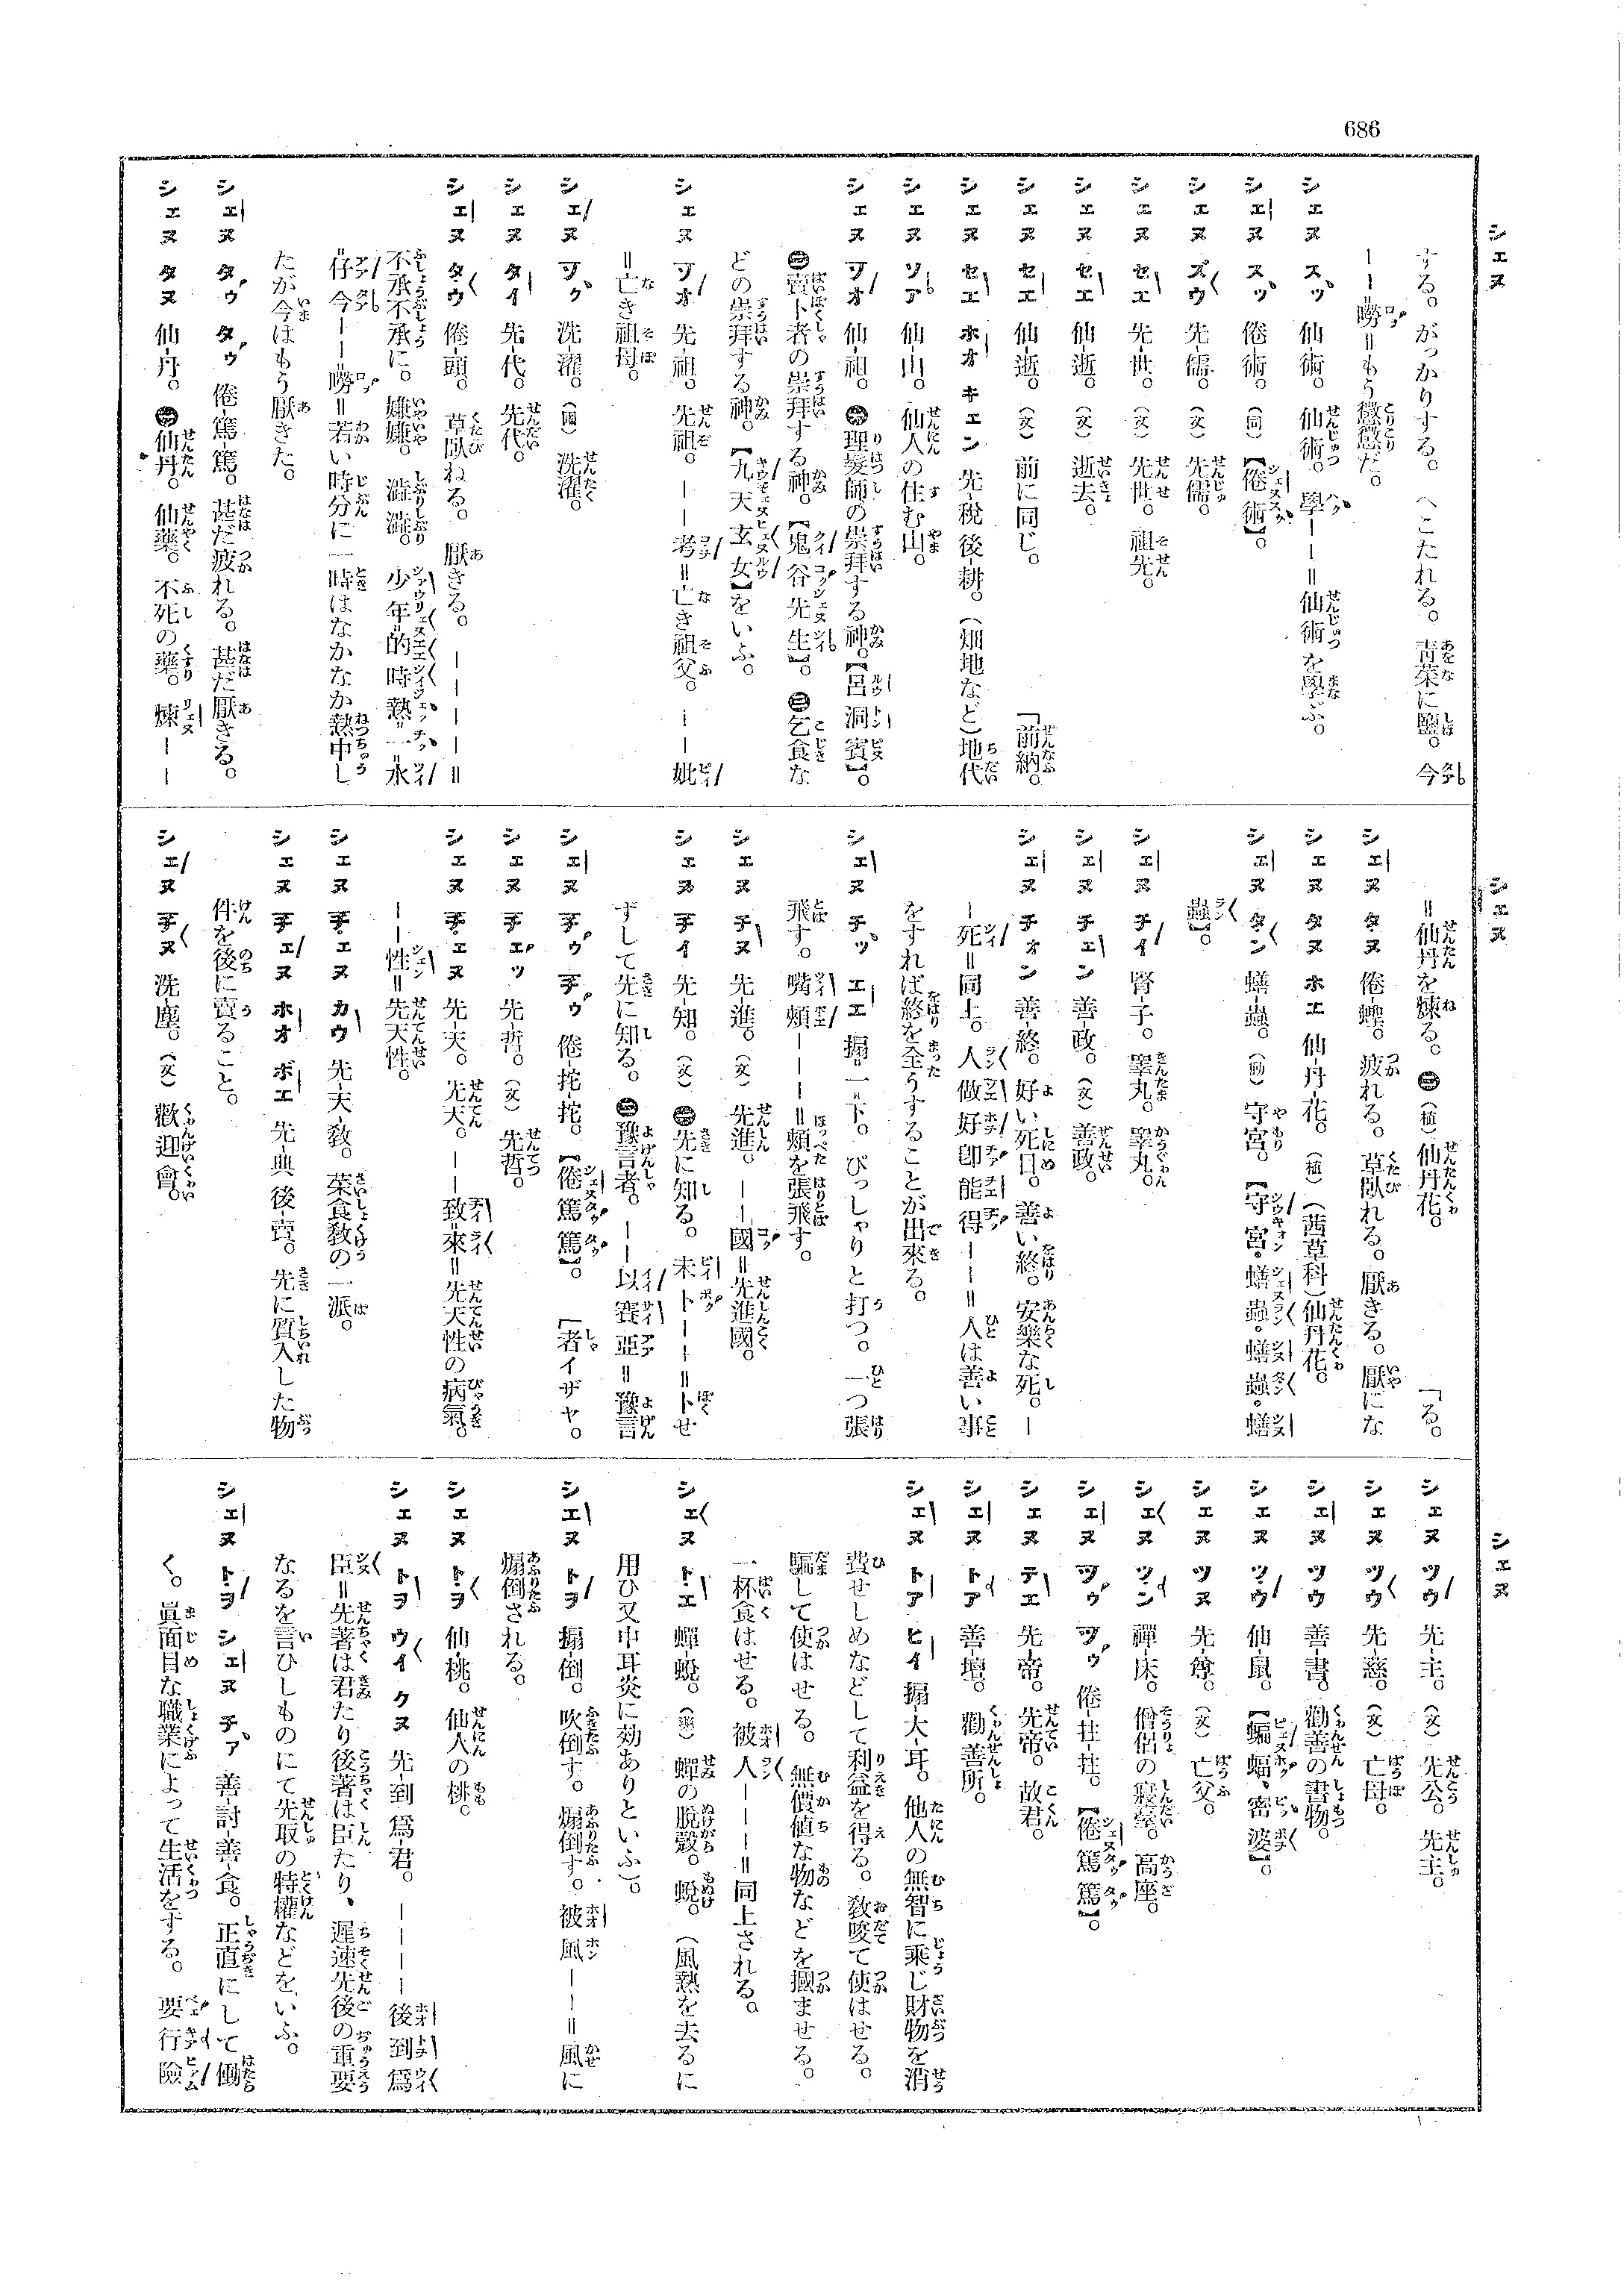 686
シエヌ
する。がっかりする。へこたれる。靑菜に鹽。今
――嘮＝もう懲懲だ。
シエヌ スッ 仙-術。仙術。學――＝仙術を學ぶ。
シエヌ スッ 倦-術。(同)【倦術】。
シエヌ ズウ 先-儒。(文)先儒。
シエヌ セエ 先-世。(文)先世。祖先。
シエヌ セエ 仙-逝。(文)逝去。
シエヌ セエ 仙-逝。(文)前に同じ。「前納。
シエヌ セエ ホオ キエン 先-稅 後-耕。(畑地など)地代
シエヌ ソア 仙-山。仙人の住む山。
シエヌ ツオ 仙-祖。㊀理髮師の崇拜する神。【呂洞賓】。
㊁賣卜者の崇拜する神。【鬼谷先生】。㊂乞食な
どの崇拜する神。【九天玄女】をいふ。
シエヌ ツオ 先-祖。先祖。――考＝亡き祖父。――妣
＝亡き祖母。
シエヌ ツク 洗-濯。(國)洗濯。
シエヌ タイ 先-代。先代。
シエヌ タウ 倦-頭。草臥ねる。厭きる。――――＝
不承不承に。嫌嫌。澁澁。少年=的時熱=一=水
＝仔今――嘮＝若い時分に一時はなかなか熱中し
たが今はもう厭きた。
シエヌ タウ タウ 倦-篤-篤。甚だ疲れる。甚だ厭きる。
シエヌ タヌ 仙-丹。㊀仙丹。仙藥。不死の藥。煉――
シエヌ
＝仙丹を煉る。㊁(植)仙丹花。「る。
シエヌ タヌ 倦-蟶。疲れる。草臥れる。厭きる。厭にな
シエヌ タヌ ホエ 仙-丹-花。(植)(茜草科)仙丹花。
シエヌ タン 蟮-蟲。(動)守宮。【守宮。蟮蟲。蟮蟲。蟮
蟲】。
シエヌ チイ 腎-子。睾丸。睾丸。
シエヌ チエン 善-政。(文)善政。
シエヌ チオン 善-終。好い死目。善い終。安樂な死。―
―死＝同上。人做好卽能得――＝人は善い事
をすれば終を全うすることが出來る。
シエヌ チッ エエ 搧=一-下。ぴっしゃりと打つ。一つ張
飛す。嘴頰―――＝頰を張飛す。
シエヌ チヌ 先-進。(文)先進。――國＝先進國。
シエヌ チイ 先-知。(文)㊀先に知る。未卜――＝卜せ
ずして先に知る。㊁豫言者。――以賽亞＝豫言
シエヌ チウ チウ 倦-拕-拕。【倦篤篤】。「者イザヤ。
シエヌ チエッ 先-哲。(文)先哲。
シエヌ チエヌ 先-天。先天。――致=來＝先天性の病氣。
――性＝先天性。
シエヌ チエヌ カウ 先-天-敎。菜食敎の一派。
シエヌ チエヌ ホオ ボエ 先-典 後-賣。先に質入した物
件を後に賣ること。
シエヌ チヌ 洗-塵。(文)歡迎會。
シエヌ
シエヌ ツウ 先-主。(文)先公。先主。
シエヌ ツウ 先-慈。(文)亡母。
シエヌ ツウ 善-書。勸善の書物。
シエヌ ツウ 仙-鼠。【蝙蝠、密婆】。
シエヌ ツヌ 先-尊。(文)亡父。
シエヌ ツン 禪-床。僧侶の寢臺。高座。
シエヌ ツウ ツウ 倦-拄-拄。【倦篤篤】。
シエヌ テエ 先-帝。先帝。故君。
シエヌ トア 善-壇。勸善所。
シエヌ トア ヒイ 搧-大-耳。他人の無智に乘じ財物を消
費せしめなどして利益を得る。敎唆て使はせる。
騙して使はせる。無價値な物などを摑ませる。
一杯食はせる。被人―――＝同上される。
シエヌ トエ 蟬-蛻。(藥)蟬の脫殼。蛻。(風熱を去るに
用ひ又中耳炎に効ありといふ)。
シエヌ トヲ 搧-倒。吹倒す。煽倒す。被風――＝風に
煽倒される。
シエヌ トヲ 仙-桃。仙人の桃。
シエヌ トヲ ウイ クヌ 先-到 爲-君。――――後到爲
臣＝先著は君たり後著は臣たり、遲速先後の重要
なるを言ひしものにて先取の特權などをいふ。
シエヌ トヲ シエヌ チア 善-討-善-食。正直にして働
く。眞面目な職業によって生活をする。要行險